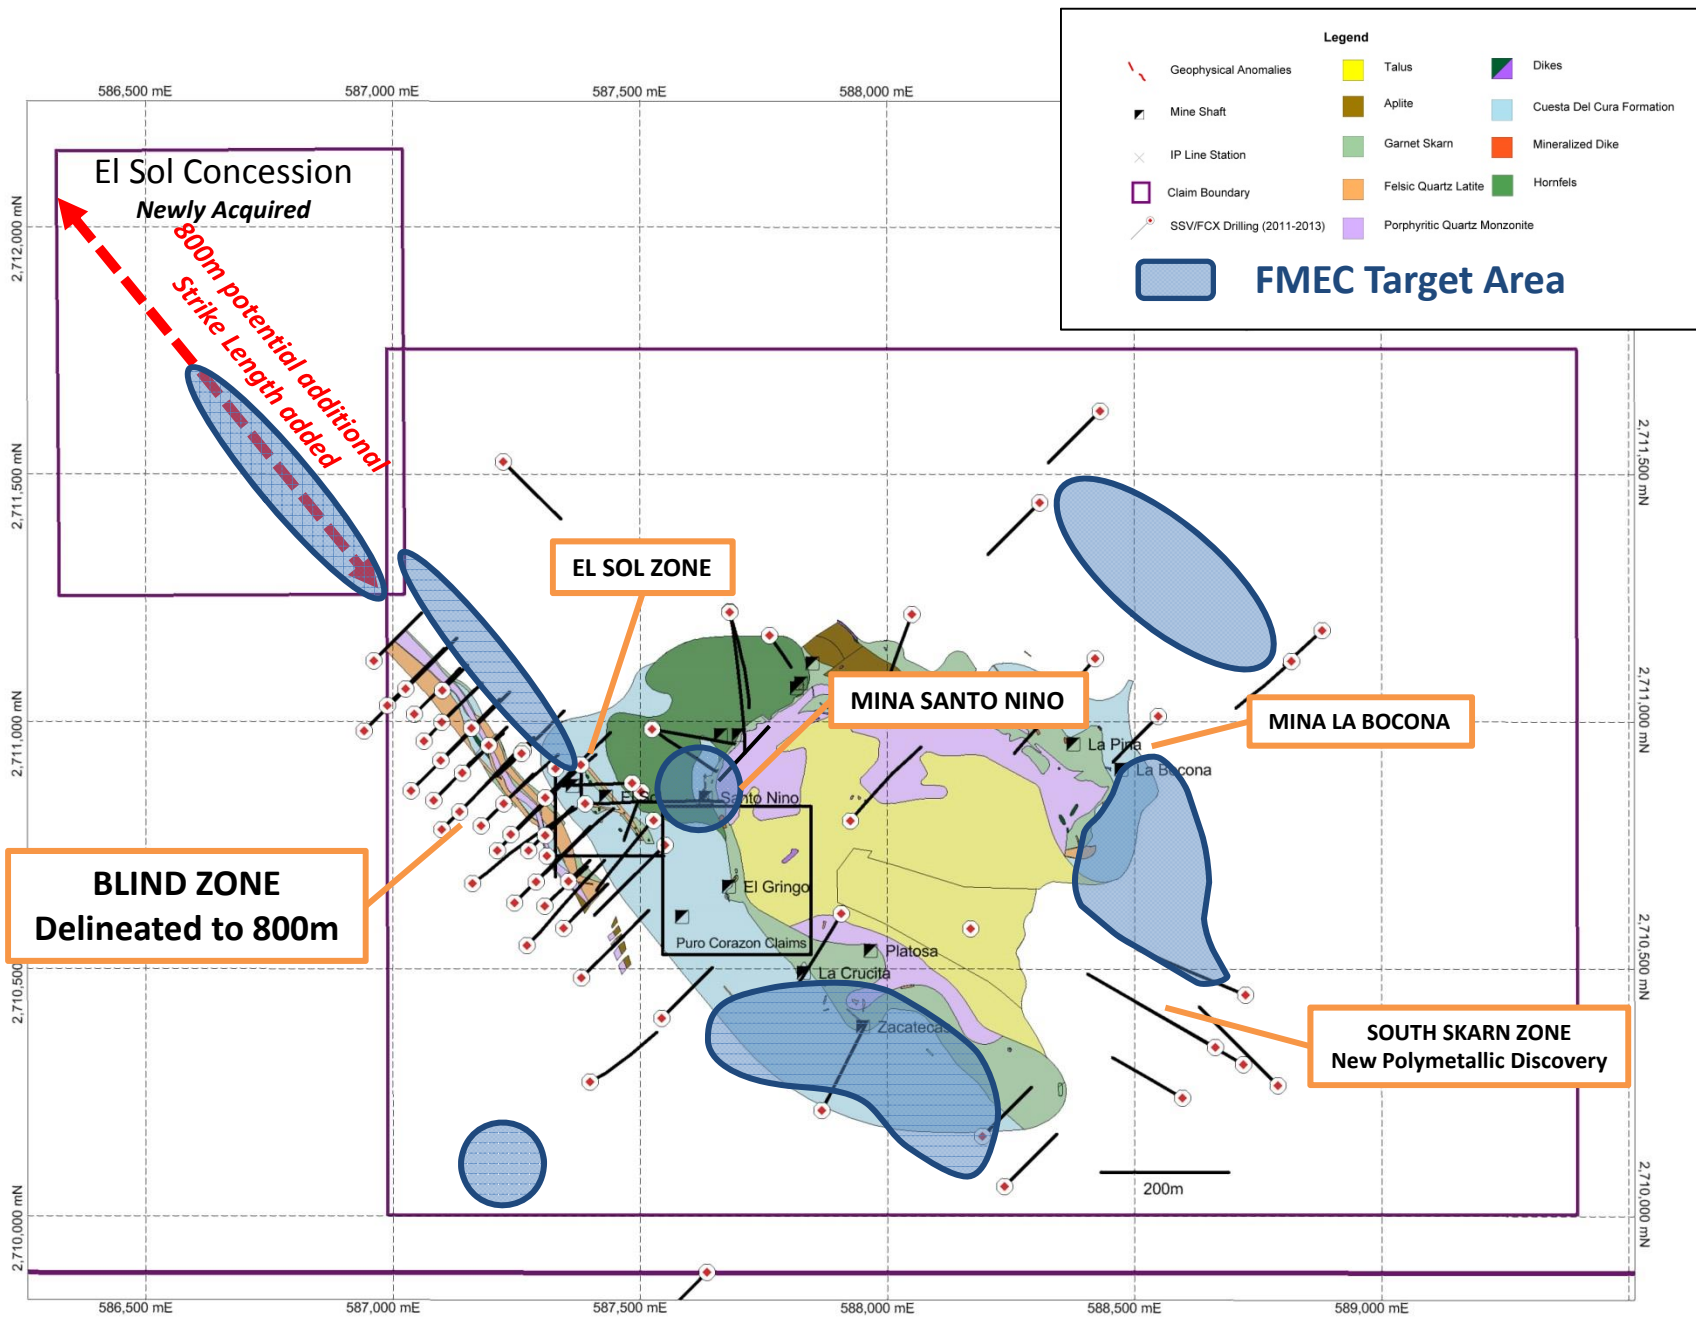 Legend
Geophysical Anomalies
Talus
Dikes
Mine Shaft
Aplite
Cuesta Del Cura Formation
IP Line Station
Garnet Skarn
Mineralized Dike
Claim Boundary
Felsic Quartz Latite
Hornfels
SSV/FCX Drilling (2011-2013)
Porphyritic Quartz Monzonite
FMEC Target Area
586,500 mE
587,000 mE
587,500 mE
588,000 mE
El Sol Concession
Newly Acquired
800m potential additional
Strike Length added
2,712,000 mN
2,711,500 mN
2,711,500 mN
EL SOL ZONE
MINA SANTO NINO
MINA LA BOCONA
2,711,000 mN
2,711,000 mN
La Pina
La Bocona
Santo Nino
BLIND ZONE
Delineated to 800m
El Gringo
Puro Corazon Claims
Platosa
La Crucita
Zacatecas
2,710,500 mN
2,710,500 mN
SOUTH SKARN ZONE
New Polymetallic Discovery
200m
2,710,000 mN
2,710,000 mN
586,500 mE
587,000 mE
587,500 mE
588,000 mE
588,500 mE
589,000 mE